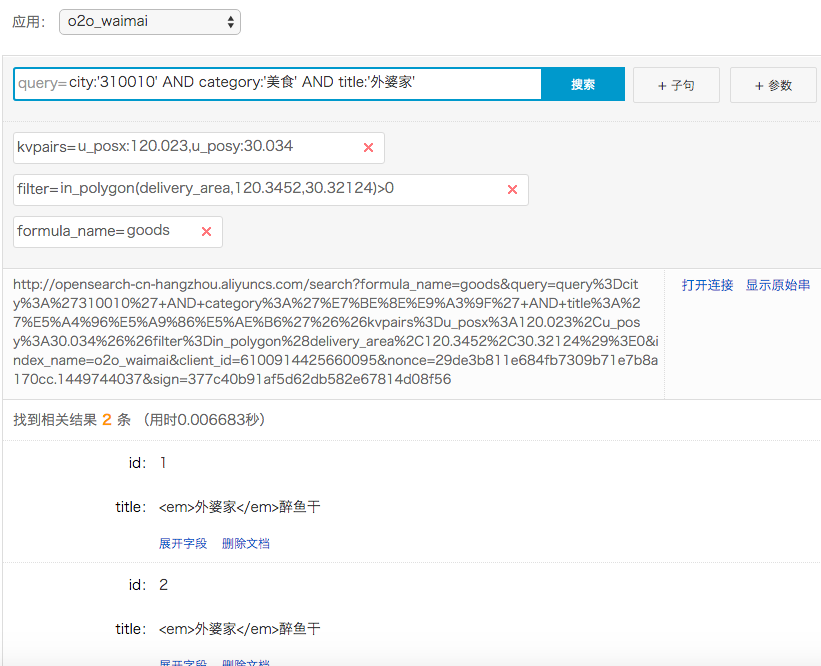 应用： o2o_waimai
query=city:'310010' AND category:'美食' AND title:'外婆家' 搜索 + 子句 + 参数
kvpairs=u_posx:120.023,u_posy:30.034 ×
filter=in_polygon(delivery_area,120.3452,30.32124)>0 ×
formula_name=goods ×
http://opensearch-cn-hangzhou.aliyuncs.com/search?formula_name=goods&query=query%3Dcit 打开连接 显示原始串
y%3A%27310010%27+AND+category%3A%27%E7%BE%8E%E9%A3%9F%27+AND+title%3A%2
7%E5%A4%96%E5%A9%86%E5%AE%B6%27%26%26kvpairs%3Du_posx%3A120.023%2Cu_pos
y%3A30.034%26%26filter%3Din_polygon%28delivery_area%2C120.3452%2C30.32124%29%3E0&i
ndex_name=o2o_waimai&client_id=6100914425660095&nonce=29de3b811e684fb7309b71e7b8a
170cc.1449744037&sign=377c40b91af5d62db582e67814d08f56
找到相关结果 2 条 （用时0.006683秒）
id： 1
title： <em>外婆家</em>醉鱼干
展开字段 删除文档
id： 2
title： <em>外婆家</em>醉鱼干
展开字段 删除文档